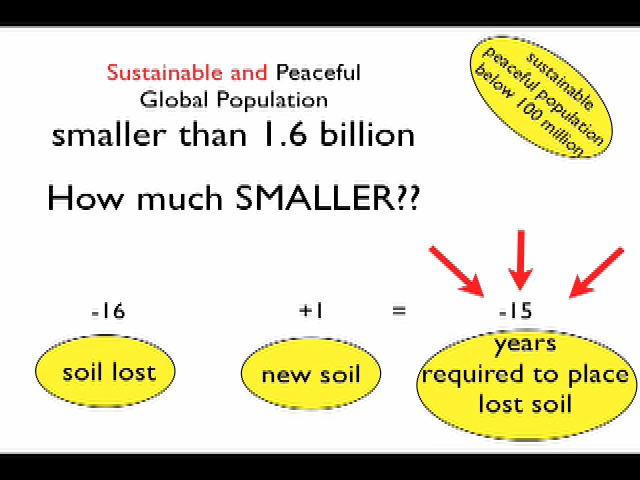 Sustainable and Peaceful
Global Population
smaller than 1.6 billion
How much SMALLER??
sustainable
peaceful population
below 100 million
-16
+1
=
-15
soil lost
new soil
years
required to place
lost soil